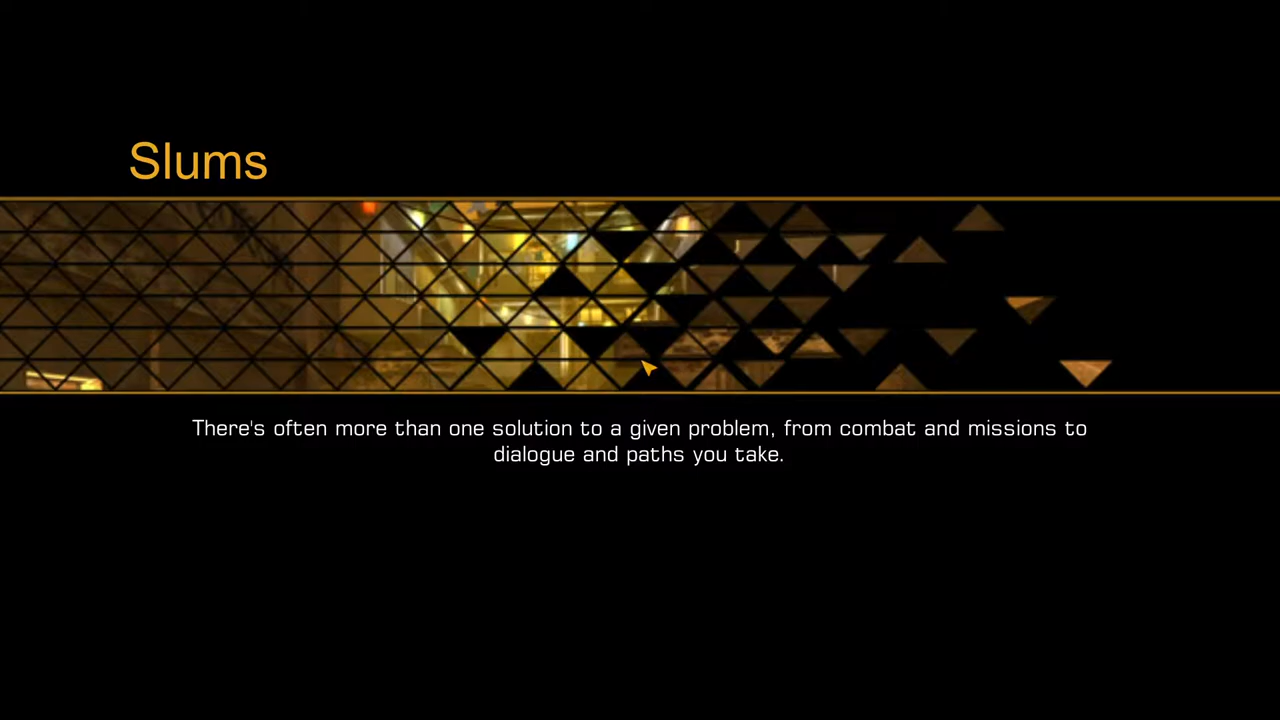 Slums
There's often more than one solution to a given problem, from combat and missions to
dialogue and paths you take.